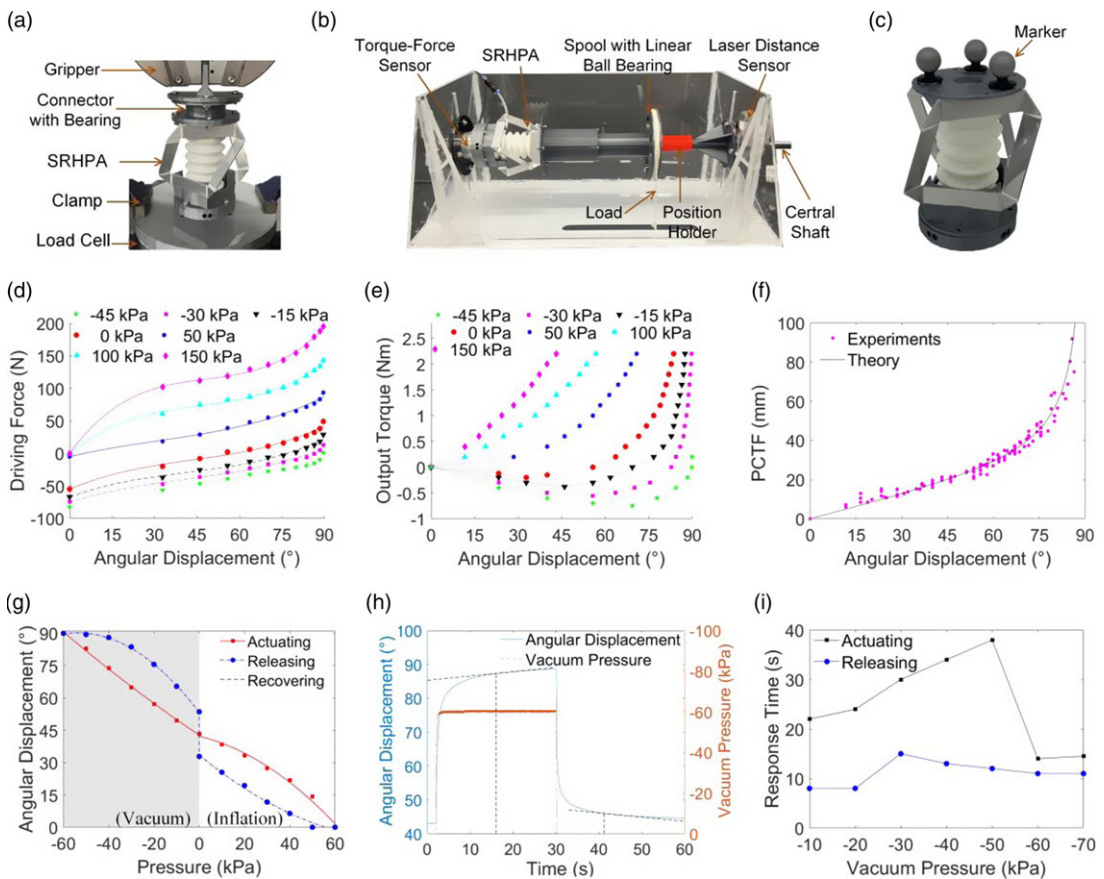 (a)
Gripper
Connector
with Bearing
SRHPA
Clamp
Load Cell
(b)
Torque-Force
Sensor
SRHPA
Spool with Linear
Ball Bearing
Laser Distance
Sensor
Load
Position
Holder
Certral
Shaft
(c)
Marker
(d)
-45 kPa -30 kPa -15 kPa
0 kPa 50 kPa
100 kPa 150 kPa
Driving Force (N)
200
150
100
50
0
-50
-100
0 15 30 45 60 75 90
Angular Displacement (°)
(e)
-45 kPa -30 kPa -15 kPa
0 kPa 50 kPa 100 kPa
150 kPa
Output Torque (Nm)
2.5
2
1.5
1
0.5
0
-0.5
-1
0 15 30 45 60 75 90
Angular Displacement (°)
(f)
Experiments
Theory
PCTF (mm)
100
80
60
40
20
0
0 15 30 45 60 75 90
Angular Displacement (°)
(g)
Actuating
Releasing
Recovering
Angular Displacement (°)
90
75
60
45
30
15
0
(Vacuum) (Inflation)
-60 -40 -20 0 20 40 60
Pressure (kPa)
(h)
Angular Displacement
Vacuum Pressure
Angular Displacement (°)
100
90
80
70
60
50
40
0 10 20 30 40 50 60
Time (s)
-100
-80
-60
-40
-20
0
Vacuum Pressure (kPa)
(i)
Actuating
Releasing
Response Time (s)
40
30
20
10
0
-10 -20 -30 -40 -50 -60 -70
Vacuum Pressure (kPa)